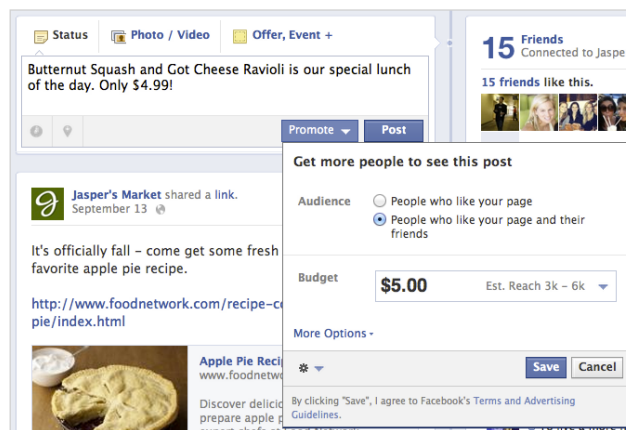 Status
Photo / Video
Offer, Event +
Butternut Squash and Got Cheese Ravioli is our special lunch
of the day. Only $4.99!
Promote
Post
15
Friends
Connected to Jaspe
15 friends like this.
Get more people to see this post
Audience
People who like your page
People who like your page and their
friends
Budget
$5.00
Est. Reach 3k – 6k
More Options
Save
Cancel
By clicking "Save", I agree to Facebook's Terms and Advertising
Guidelines.
Jasper's Market shared a link.
September 13
It's officially fall – come get some fresh
favorite apple pie recipe.
http://www.foodnetwork.com/recipe-co
pie/index.html
Apple Pie Reci
www.foodnetw
Discover delicio
prepare apple p